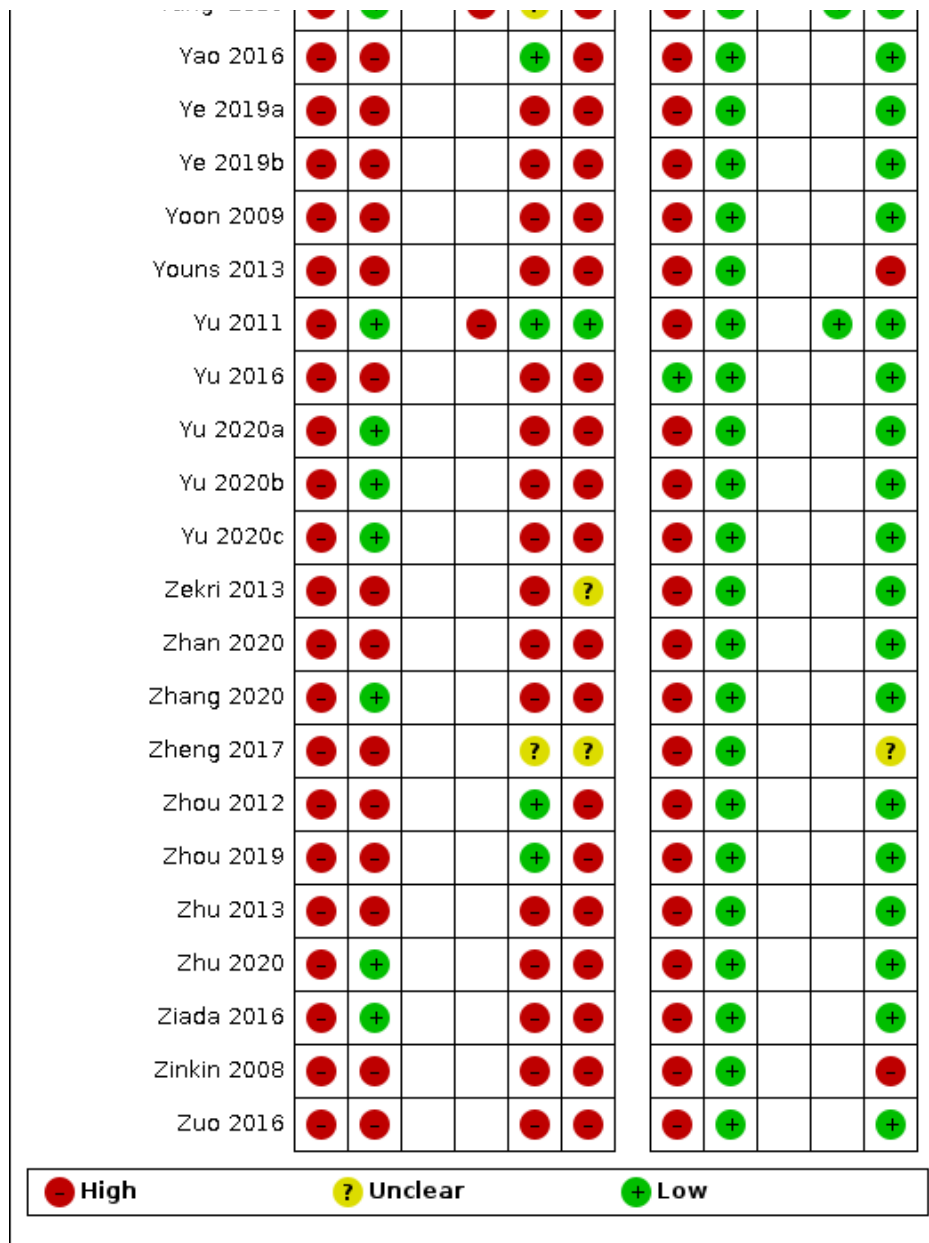 Yao 2016 - - + - - + +
Ye 2019a - - - - - + +
Ye 2019b - - - - - + +
Yoon 2009 - - - - - + +
Youns 2013 - - - - - + -
Yu 2011 - + - + + - + + +
Yu 2016 - - - - + + +
Yu 2020a - + - - - + +
Yu 2020b - + - - - + +
Yu 2020c - + - - - + +
Zekri 2013 - - - ? - + +
Zhan 2020 - - - - - + +
Zhang 2020 - + - - - + +
Zheng 2017 - - ? ? - + ?
Zhou 2012 - - + - - + +
Zhou 2019 - - + - - + +
Zhu 2013 - - - - - + +
Zhu 2020 - + - - - + +
Ziada 2016 - + - - - + +
Zinkin 2008 - - - - - + -
Zuo 2016 - - - - - + +
- High ? Unclear + Low